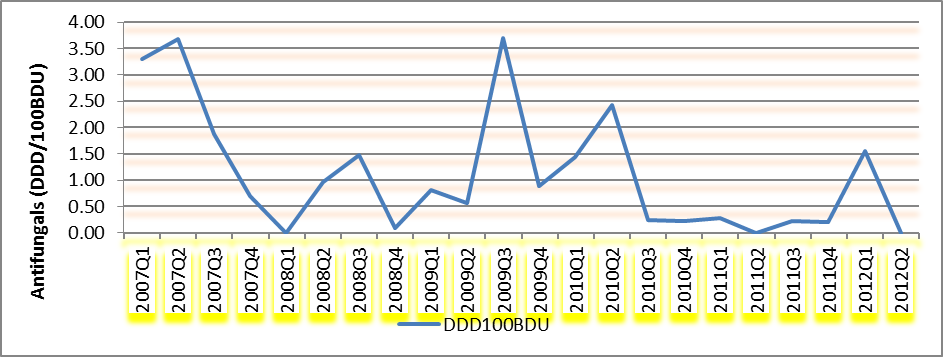 4.00
3.50
3.00
2.50
2.00
1.50
1.00
0.50
0.00
Antifungals (DDD/100BDU)
2007Q1
2007Q2
2007Q3
2007Q4
2008Q1
2008Q2
2008Q3
2008Q4
2009Q1
2009Q2
2009Q3
2009Q4
2010Q1
2010Q2
2010Q3
2010Q4
2011Q1
2011Q2
2011Q3
2011Q4
2012Q1
2012Q2
DDD100BDU